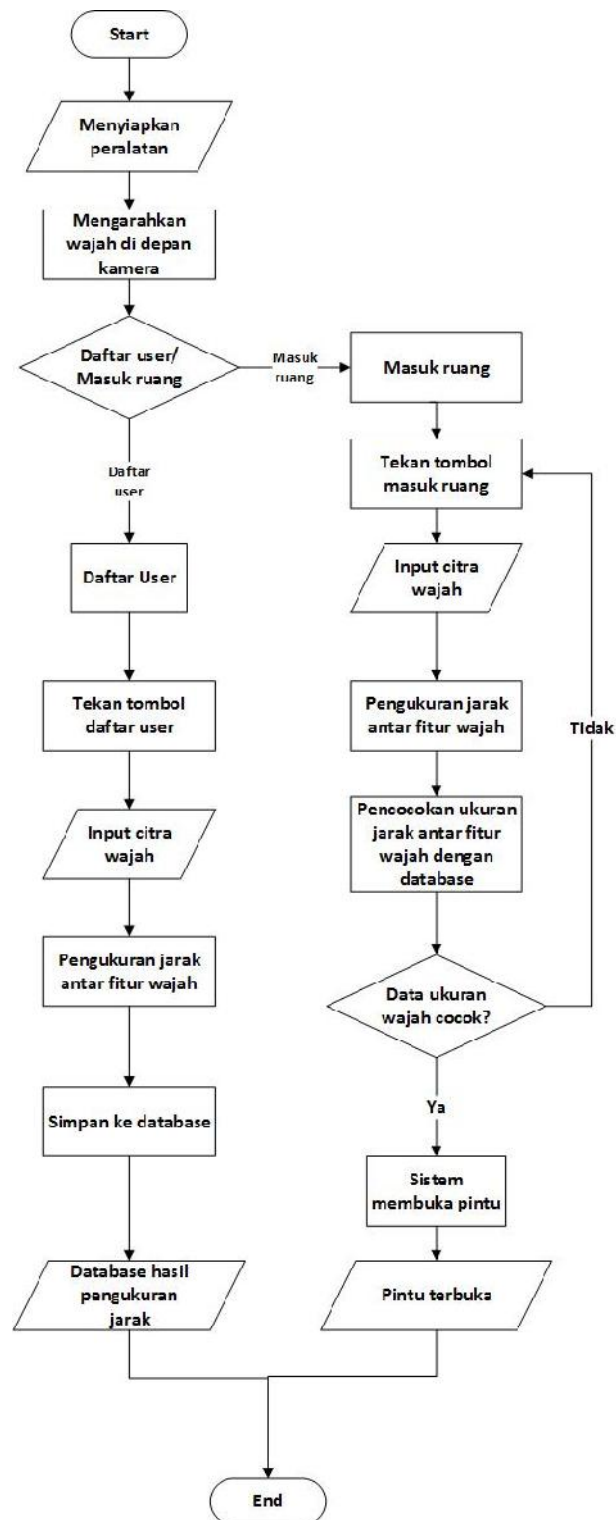 Start
Menyiapkan
peralatan
Mengarahkan
wajah di depan
kamera
Daftar user/
Masuk ruang
Daftar
user
Daftar User
Tekan tombol
daftar user
Input citra
wajah
Pengukuran jarak
antar fitur wajah
Simpan ke database
Database hasil
pengukuran
jarak
Masuk
ruang
Masuk ruang
Tekan tombol
masuk ruang
Input citra
wajah
Pengukuran jarak
antar fitur wajah
Pencocokan ukuran
jarak antar fitur
wajah dengan
database
Data ukuran
wajah cocok?
Tidak
Ya
Sistem
membuka pintu
Pintu terbuka
End